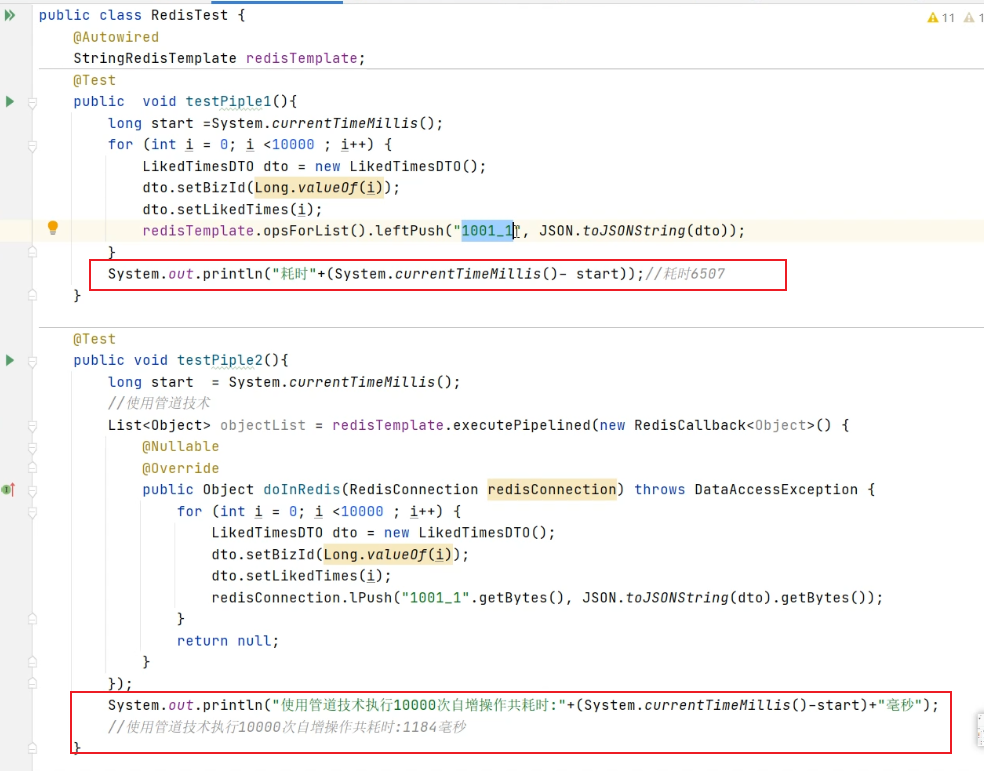 public class RedisTest {
11 1
@Autowired
StringRedisTemplate redisTemplate;
@Test
public  void testPiple1(){
long start =System.currentTimeMillis();
for (int i = 0; i <10000 ; i++) {
LikedTimesDTO dto = new LikedTimesDTO();
dto.setBizId(Long.valueOf(i));
dto.setLikedTimes(i);
redisTemplate.opsForList().leftPush("1001_1", JSON.toJSONString(dto));
}
System.out.println("耗时"+(System.currentTimeMillis()- start));//耗时6507
}
@Test
public void testPiple2(){
long start  = System.currentTimeMillis();
//使用管道技术
List<Object> objectList = redisTemplate.executePipelined(new RedisCallback<Object>() {
@Nullable
@Override
public Object doInRedis(RedisConnection redisConnection) throws DataAccessException {
for (int i = 0; i <10000 ; i++) {
LikedTimesDTO dto = new LikedTimesDTO();
dto.setBizId(Long.valueOf(i));
dto.setLikedTimes(i);
redisConnection.lPush("1001_1".getBytes(), JSON.toJSONString(dto).getBytes());
}
return null;
}
});
System.out.println("使用管道技术执行10000次自增操作共耗时:"+(System.currentTimeMillis()-start)+"毫秒");
//使用管道技术执行10000次自增操作共耗时:1184毫秒
}